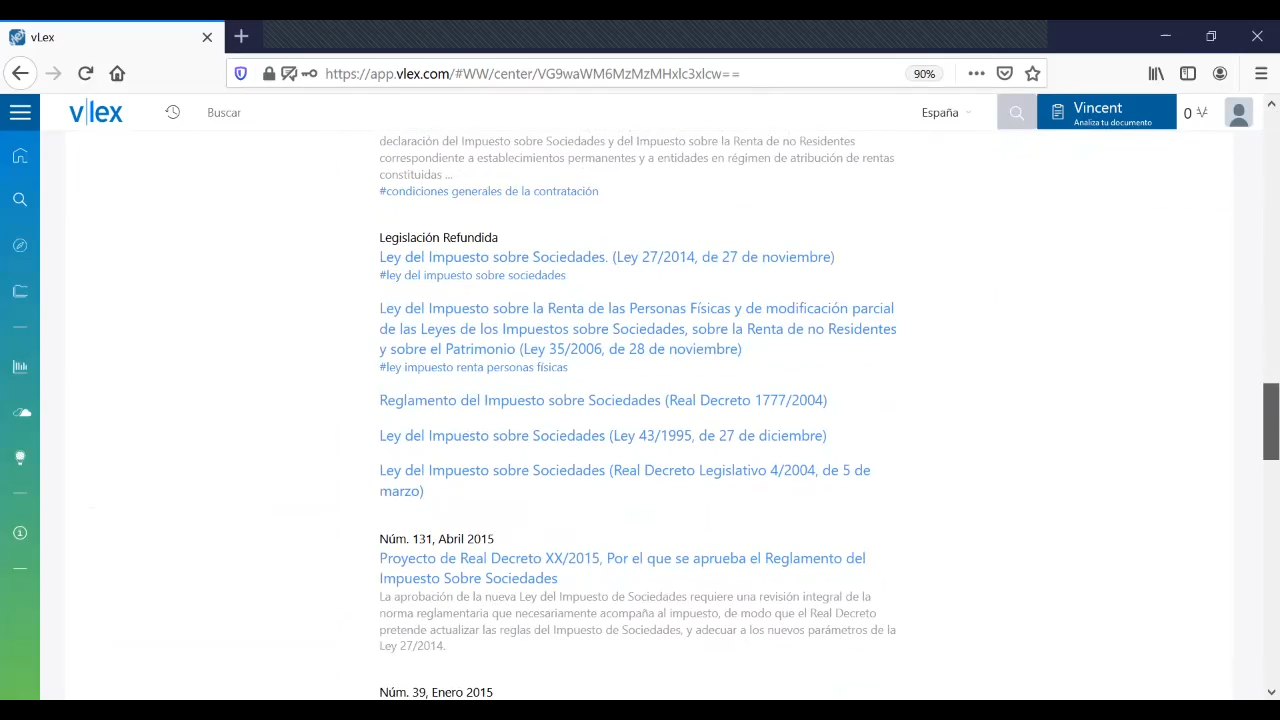 vLex
https://app.vlex.com/#WW/center/VG9waWM6MzMzMHxlc3xlcw==
90%
v|lex
Buscar
España
Vincent
Analiza tu documento
0
declaración del Impuesto sobre Sociedades y del Impuesto sobre la Renta de no Residentes
correspondiente a establecimientos permanentes y a entidades en régimen de atribución de rentas
constituidas ...
#condiciones generales de la contratación
Legislación Refundida
Ley del Impuesto sobre Sociedades. (Ley 27/2014, de 27 de noviembre)
#ley del impuesto sobre sociedades
Ley del Impuesto sobre la Renta de las Personas Físicas y de modificación parcial
de las Leyes de los Impuestos sobre Sociedades, sobre la Renta de no Residentes
y sobre el Patrimonio (Ley 35/2006, de 28 de noviembre)
#ley impuesto renta personas físicas
Reglamento del Impuesto sobre Sociedades (Real Decreto 1777/2004)
Ley del Impuesto sobre Sociedades (Ley 43/1995, de 27 de diciembre)
Ley del Impuesto sobre Sociedades (Real Decreto Legislativo 4/2004, de 5 de
marzo)
Núm. 131, Abril 2015
Proyecto de Real Decreto XX/2015, Por el que se aprueba el Reglamento del
Impuesto Sobre Sociedades
La aprobación de la nueva Ley del Impuesto de Sociedades requiere una revisión integral de la
norma reglamentaria que necesariamente acompaña al impuesto, de modo que el Real Decreto
pretende actualizar las reglas del Impuesto de Sociedades, y adecuar a los nuevos parámetros de la
Ley 27/2014.
Núm. 39, Enero 2015